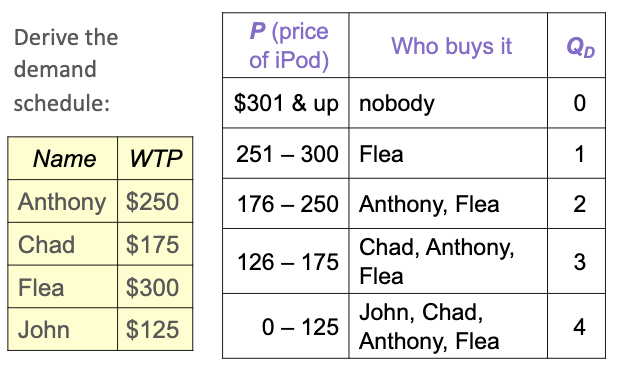 Derive the
demand
schedule:
Name WTP
Anthony $250
Chad $175
Flea $300
John $125
P (price
of iPod) Who buys it QD
$301 & up nobody 0
251 – 300 Flea 1
176 – 250 Anthony, Flea 2
126 – 175 Chad, Anthony,
Flea 3
0 – 125 John, Chad,
Anthony, Flea 4